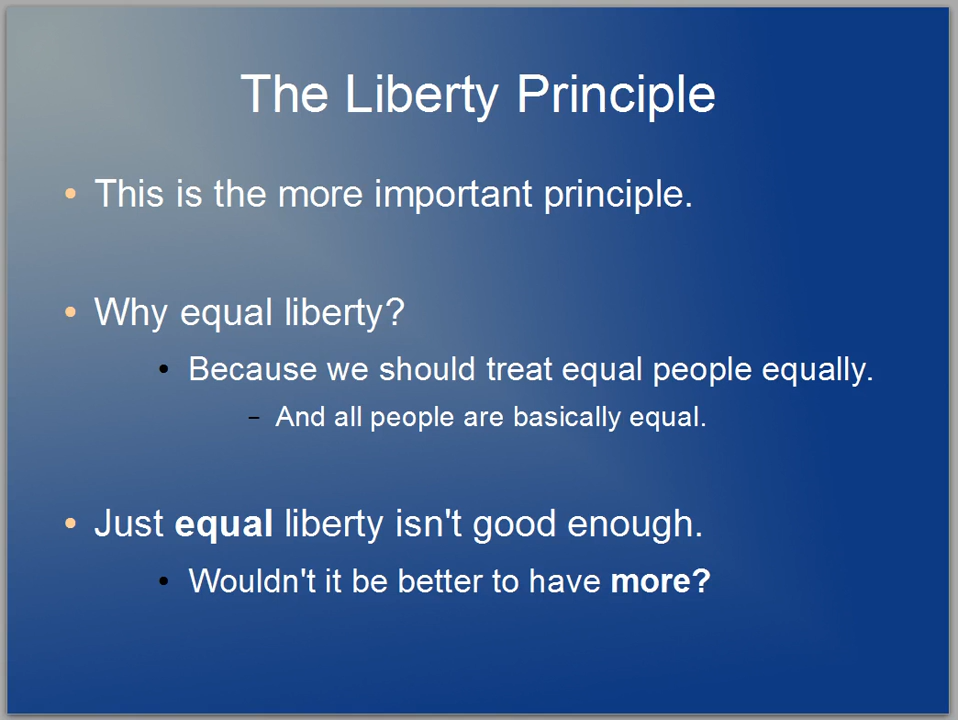 The Liberty Principle
• This is the more important principle.
• Why equal liberty?
• Because we should treat equal people equally.
– And all people are basically equal.
• Just equal liberty isn't good enough.
• Wouldn't it be better to have more?